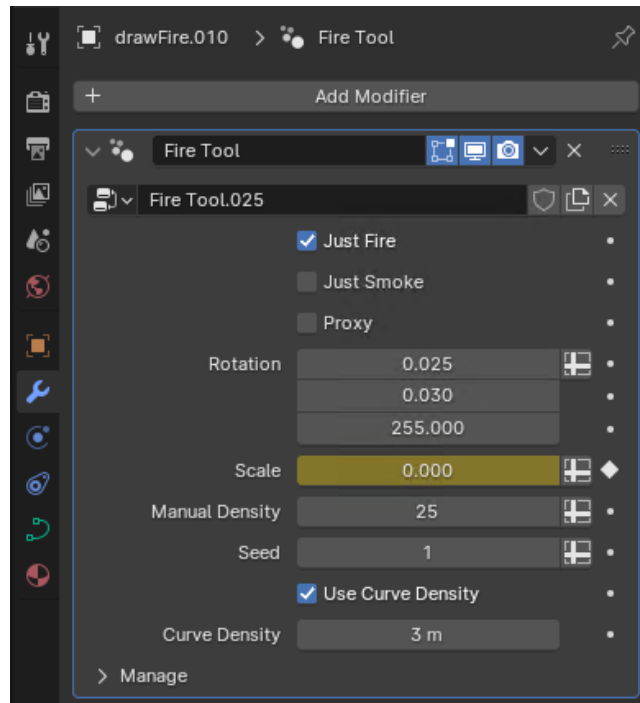 drawFire.010 > Fire Tool
+ Add Modifier
Fire Tool
Fire Tool.025
Just Fire
Just Smoke
Proxy
Rotation 0.025
0.030
255.000
Scale 0.000
Manual Density 25
Seed 1
Use Curve Density
Curve Density 3 m
> Manage